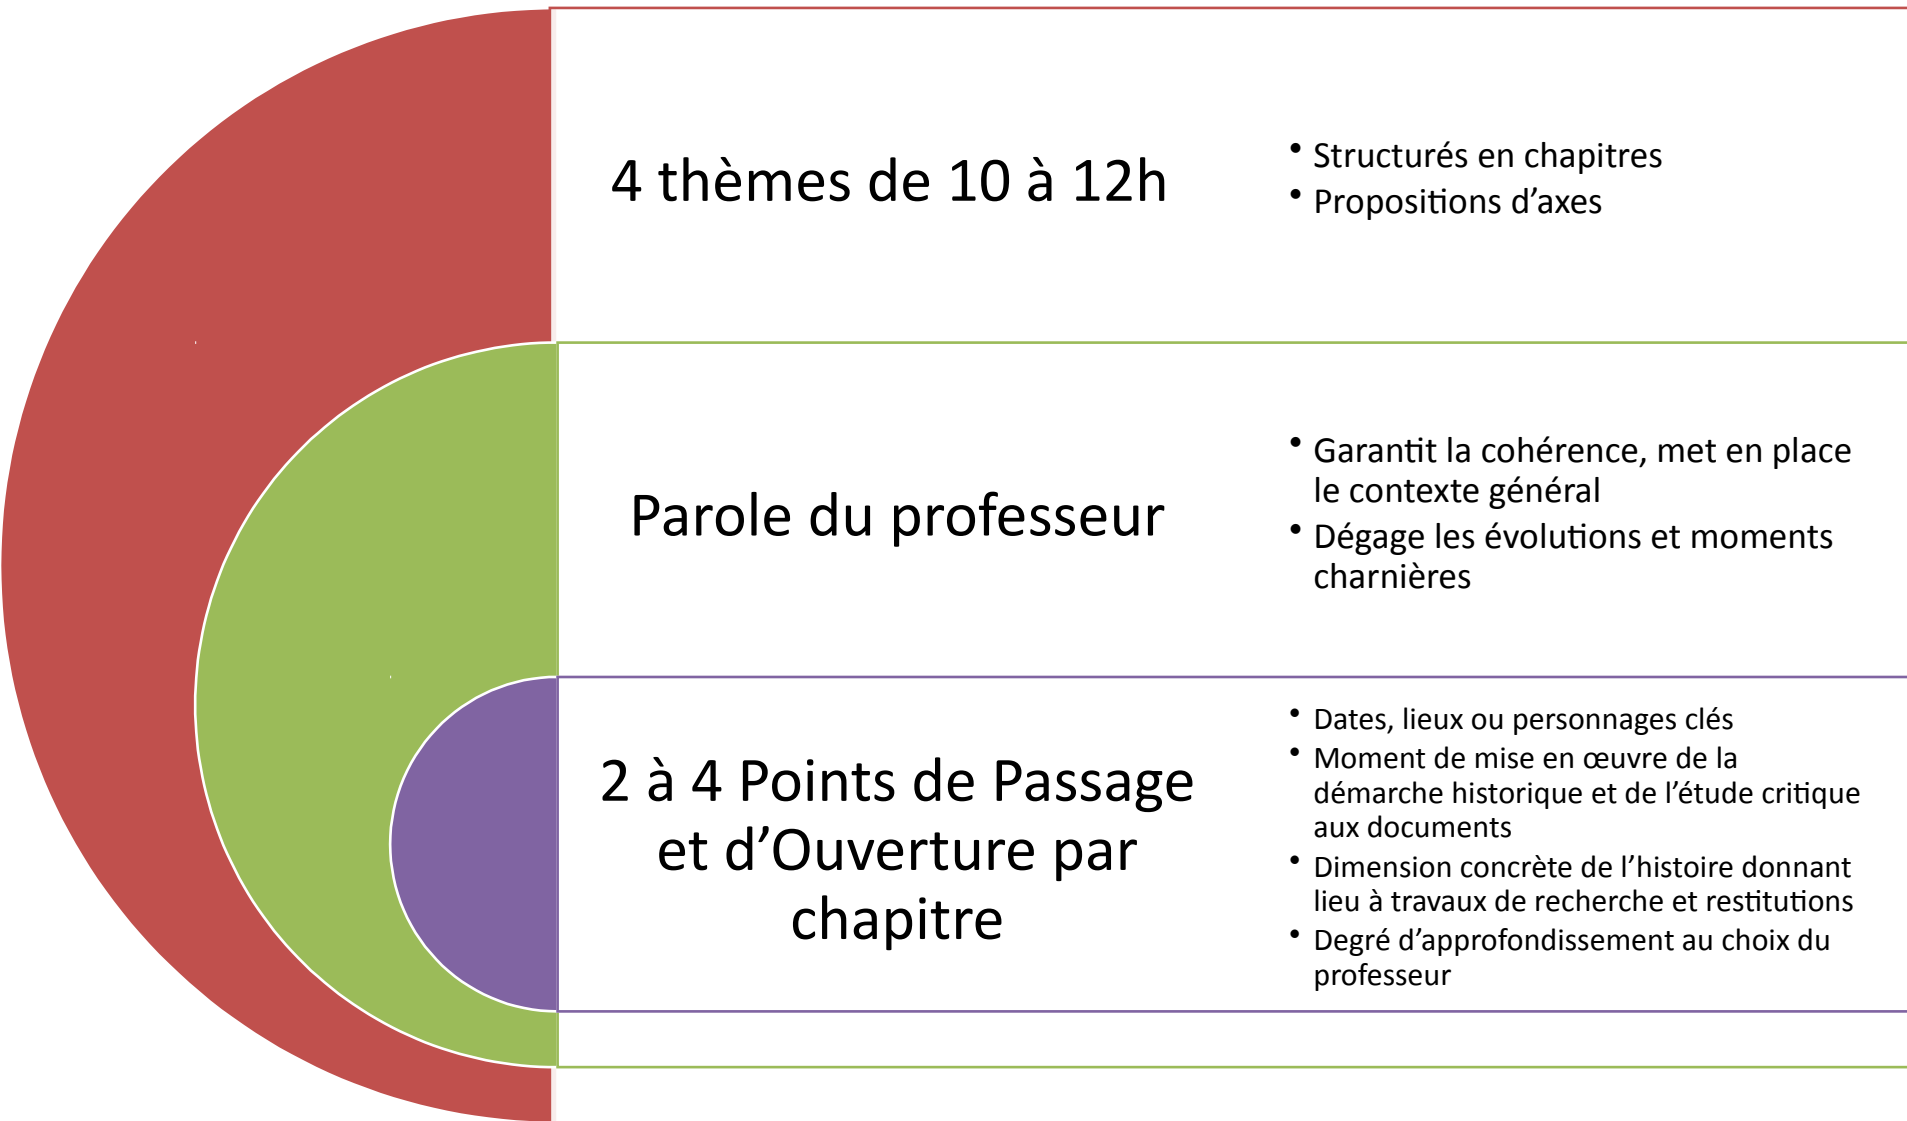 4 thèmes de 10 à 12h
• Structurés en chapitres
• Propositions d’axes
Parole du professeur
• Garantit la cohérence, met en place
le contexte général
• Dégage les évolutions et moments
charnières
2 à 4 Points de Passage
et d’Ouverture par
chapitre
• Dates, lieux ou personnages clés
• Moment de mise en œuvre de la
démarche historique et de l’étude critique
aux documents
• Dimension concrète de l’histoire donnant
lieu à travaux de recherche et restitutions
• Degré d’approfondissement au choix du
professeur